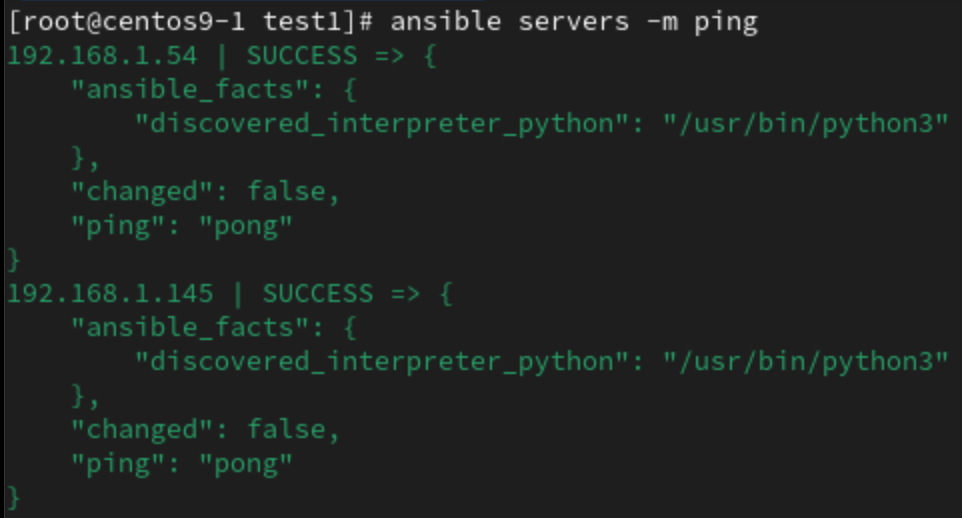 [root@centos9-1 test1]# ansible servers -m ping
192.168.1.54 | SUCCESS => {
    "ansible_facts": {
        "discovered_interpreter_python": "/usr/bin/python3"
    },
    "changed": false,
    "ping": "pong"
}
192.168.1.145 | SUCCESS => {
    "ansible_facts": {
        "discovered_interpreter_python": "/usr/bin/python3"
    },
    "changed": false,
    "ping": "pong"
}